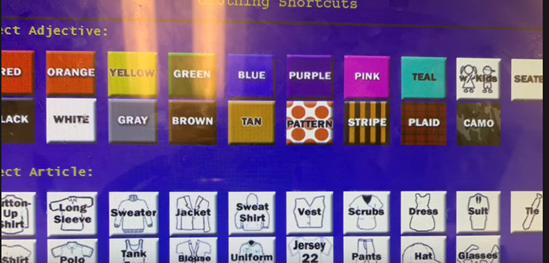 Clothing Shortcuts
ect Adjective:
RED ORANGE YELLOW GREEN BLUE PURPLE PINK TEAL w/Kids SEATE
LACK WHITE GRAY BROWN TAN PATTERN STRIPE PLAID CAMO
ect Article:
utton-Up Shirt Long Sleeve Sweater Jacket Sweat Shirt Vest Scrubs Dress Suit Tie
Shirt Polo Tank Blouse Uniform Jersey 22 Pants Hat Glasses